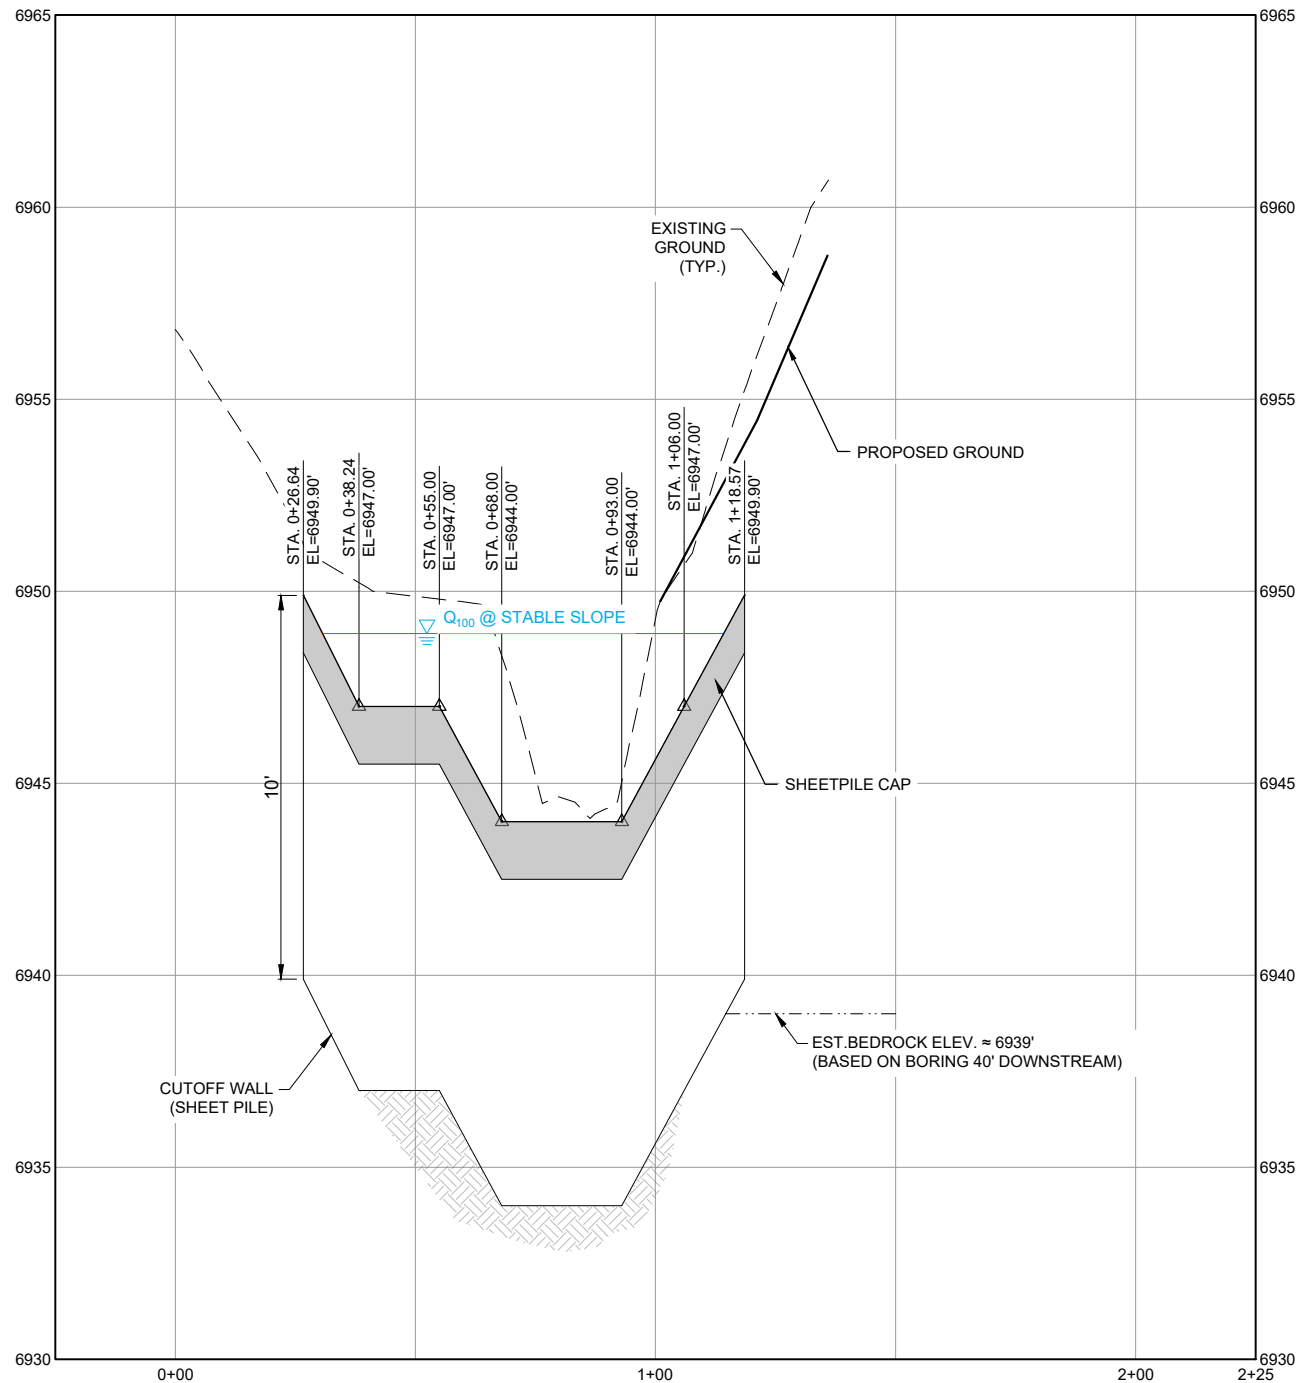 6965
6965
EXISTING
GROUND
(TYP.)
6960
6960
6955
6955
PROPOSED GROUND
STA. 0+26.64
EL=6949.90'
STA. 0+38.24
EL=6947.00'
STA. 0+55.00
EL=6947.00'
STA. 0+68.00
EL=6944.00'
STA. 0+93.00
EL=6944.00'
STA. 1+06.00
EL=6947.00'
STA. 1+18.57
EL=6949.90'
6950
6950
Q100 @ STABLE SLOPE
10'
6945
6945
SHEETPILE CAP
6940
6940
EST.BEDROCK ELEV. ≈ 6939'
(BASED ON BORING 40' DOWNSTREAM)
CUTOFF WALL
(SHEET PILE)
6935
6935
6930
6930
0+00
1+00
2+00
2+25